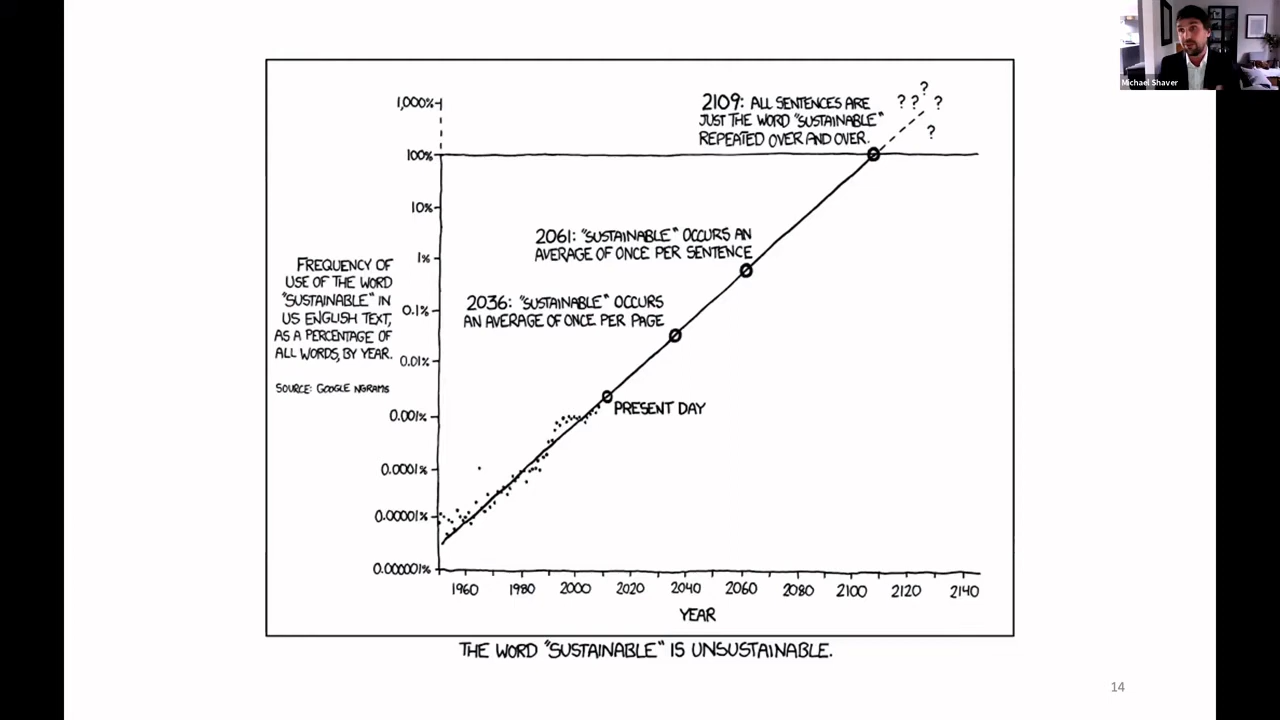 Michael Shaver
1,000%
100%
10%
1%
0.1%
0.01%
0.001%
0.0001%
0.00001%
0.000001%
FREQUENCY OF
USE OF THE WORD
"SUSTAINABLE" IN
US ENGLISH TEXT,
AS A PERCENTAGE OF
ALL WORDS, BY YEAR.
SOURCE: GOOGLE NGRAMS
2109: ALL SENTENCES ARE
JUST THE WORD "SUSTAINABLE"
REPEATED OVER AND OVER.
? ? ? ? ?
2061: "SUSTAINABLE" OCCURS AN
AVERAGE OF ONCE PER SENTENCE
2036: "SUSTAINABLE" OCCURS
AN AVERAGE OF ONCE PER PAGE
PRESENT DAY
1960 1980 2000 2020 2040 2060 2080 2100 2120 2140
YEAR
THE WORD "SUSTAINABLE" IS UNSUSTAINABLE.
14